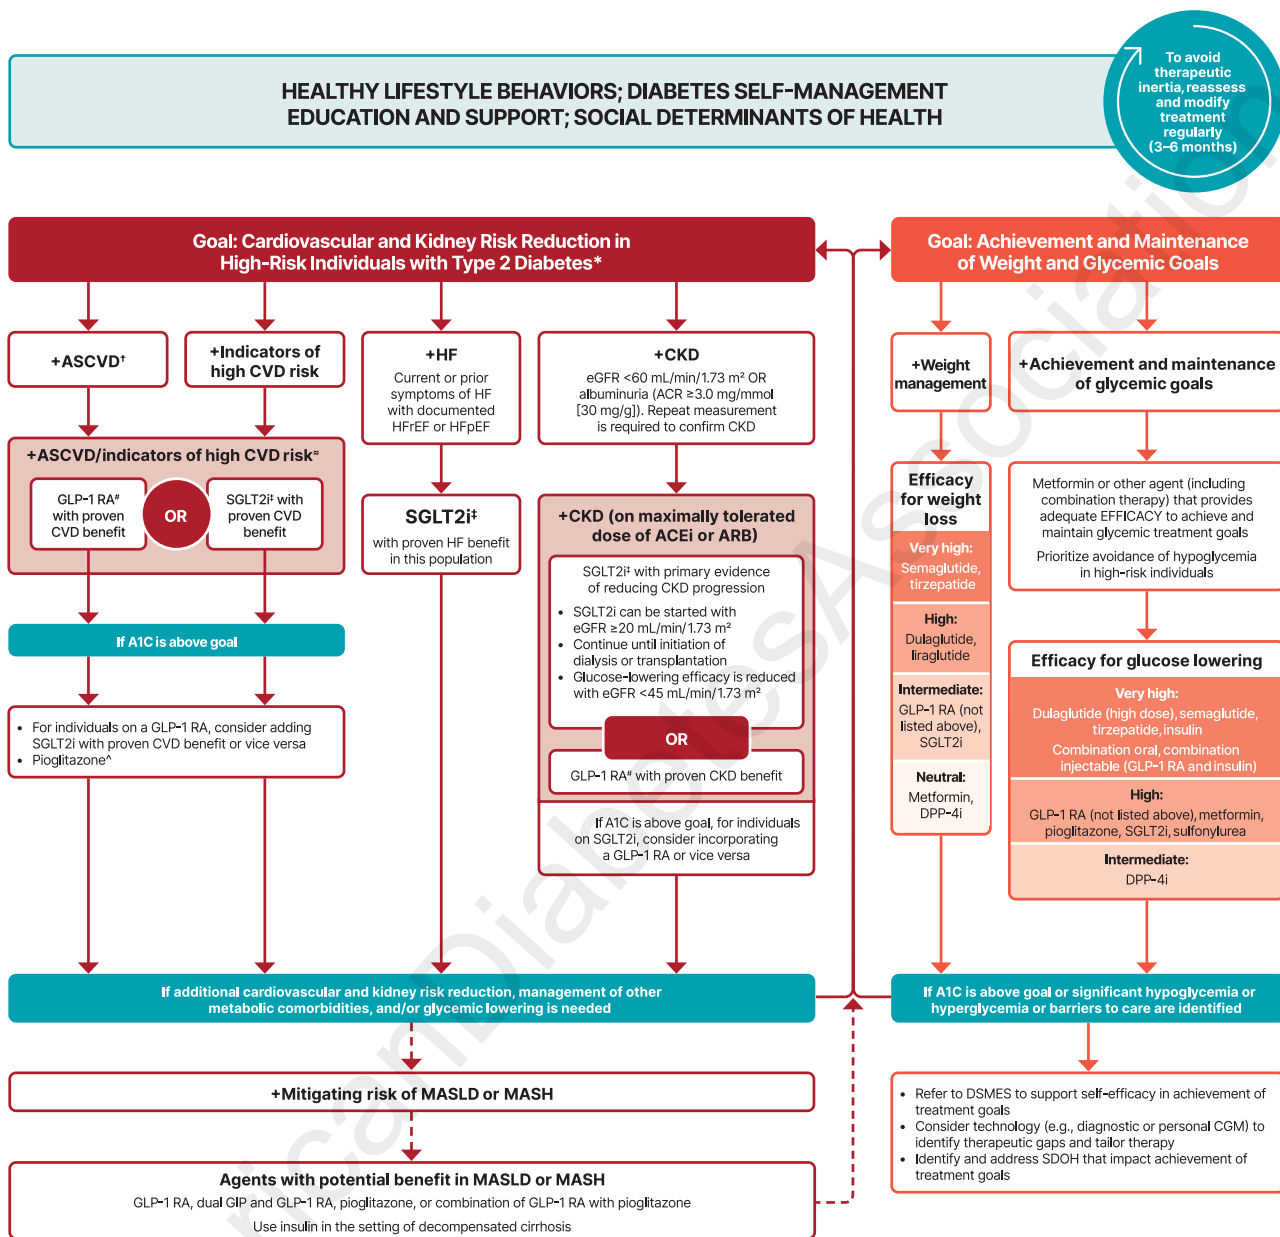 HEALTHY LIFESTYLE BEHAVIORS; DIABETES SELF-MANAGEMENT
EDUCATION AND SUPPORT; SOCIAL DETERMINANTS OF HEALTH
To avoid
therapeutic
inertia, reassess
and modify
treatment
regularly
(3–6 months)
Goal: Cardiovascular and Kidney Risk Reduction in
High-Risk Individuals with Type 2 Diabetes*
+ASCVD†
+Indicators of
high CVD risk
+ASCVD/indicators of high CVD risk≈
GLP-1 RA#
with proven
CVD benefit
OR
SGLT2i‡ with
proven CVD
benefit
If A1C is above goal
• For individuals on a GLP-1 RA, consider adding
SGLT2i with proven CVD benefit or vice versa
• Pioglitazone^
+HF
Current or prior
symptoms of HF
with documented
HFrEF or HFpEF
SGLT2i‡
with proven HF benefit
in this population
+CKD
eGFR <60 mL/min/1.73 m² OR
albuminuria (ACR ≥3.0 mg/mmol
[30 mg/g]). Repeat measurement
is required to confirm CKD
+CKD (on maximally tolerated
dose of ACEi or ARB)
SGLT2i‡ with primary evidence
of reducing CKD progression
• SGLT2i can be started with
eGFR ≥20 mL/min/1.73 m²
• Continue until initiation of
dialysis or transplantation
• Glucose-lowering efficacy is reduced
with eGFR <45 mL/min/1.73 m²
OR
GLP-1 RA# with proven CKD benefit
If A1C is above goal, for individuals
on SGLT2i, consider incorporating
a GLP-1 RA or vice versa
If additional cardiovascular and kidney risk reduction, management of other
metabolic comorbidities, and/or glycemic lowering is needed
+Mitigating risk of MASLD or MASH
Agents with potential benefit in MASLD or MASH
GLP-1 RA, dual GIP and GLP-1 RA, pioglitazone, or combination of GLP-1 RA with pioglitazone
Use insulin in the setting of decompensated cirrhosis
Goal: Achievement and Maintenance
of Weight and Glycemic Goals
+Weight
management
Efficacy
for weight
loss
Very high:
Semaglutide,
tirzepatide
High:
Dulaglutide,
liraglutide
Intermediate:
GLP-1 RA (not
listed above),
SGLT2i
Neutral:
Metformin,
DPP-4i
+Achievement and maintenance
of glycemic goals
Metformin or other agent (including
combination therapy) that provides
adequate EFFICACY to achieve and
maintain glycemic treatment goals
Prioritize avoidance of hypoglycemia
in high-risk individuals
Efficacy for glucose lowering
Very high:
Dulaglutide (high dose), semaglutide,
tirzepatide, insulin
Combination oral, combination
injectable (GLP-1 RA and insulin)
High:
GLP-1 RA (not listed above), metformin,
pioglitazone, SGLT2i, sulfonylurea
Intermediate:
DPP-4i
If A1C is above goal or significant hypoglycemia or
hyperglycemia or barriers to care are identified
• Refer to DSMES to support self-efficacy in achievement of
treatment goals
• Consider technology (e.g., diagnostic or personal CGM) to
identify therapeutic gaps and tailor therapy
• Identify and address SDOH that impact achievement of
treatment goals
ricanDiabetesAssociation